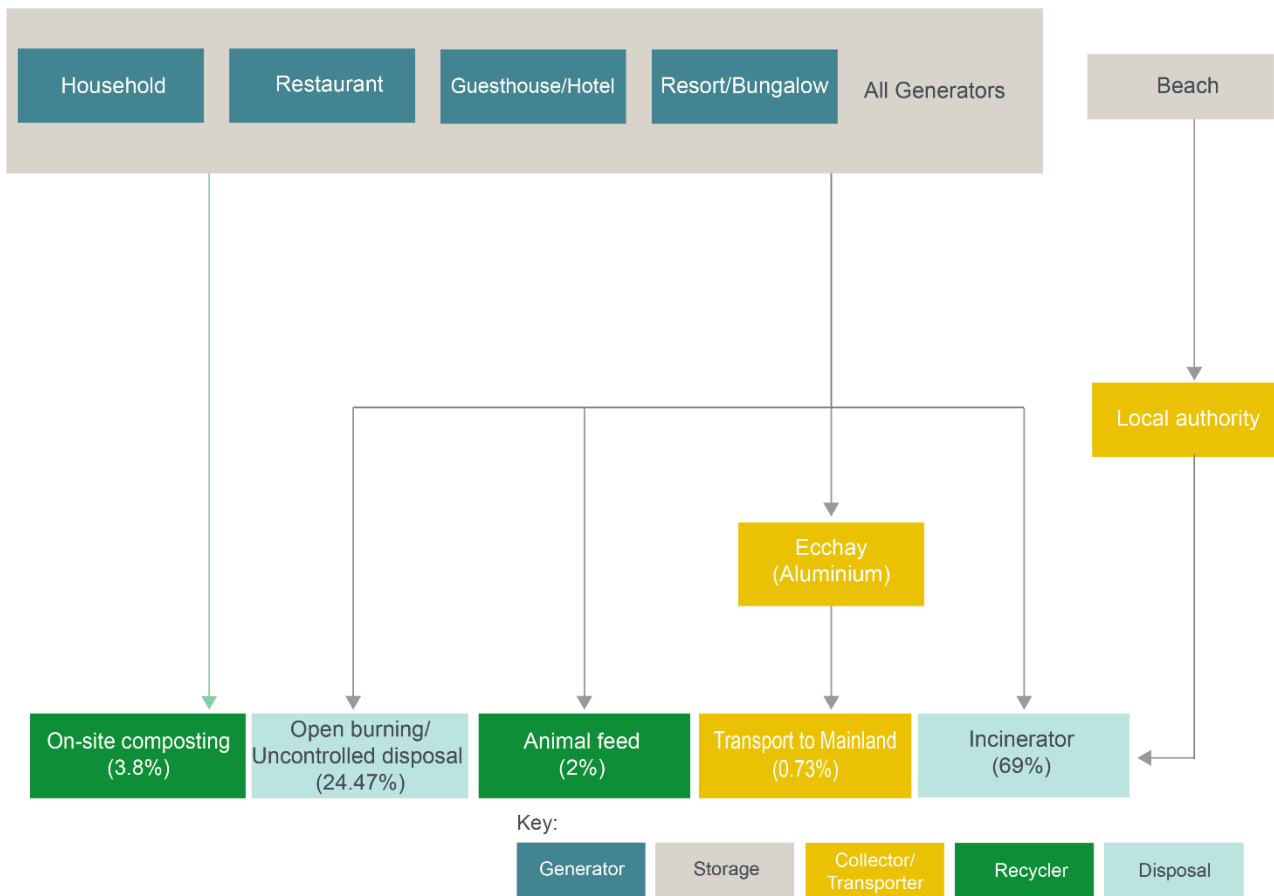 Household
Restaurant
Guesthouse/Hotel
Resort/Bungalow
All Generators
Beach
Local authority
Ecchay
(Aluminium)
On-site composting
(3.8%)
Open burning/
Uncontrolled disposal
(24.47%)
Animal feed
(2%)
Transport to Mainland
(0.73%)
Incinerator
(69%)
Key:
Generator
Storage
Collector/
Transporter
Recycler
Disposal